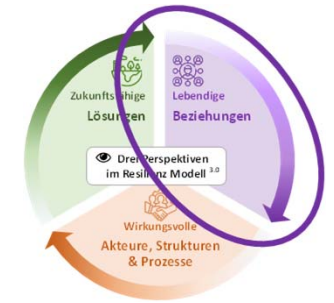 Zukunftsfähige
Lösungen
Lebendige
Beziehungen
Drei Perspektiven
im Resilienz Modell 3.0
Wirkungsvolle
Akteure, Strukturen
& Prozesse